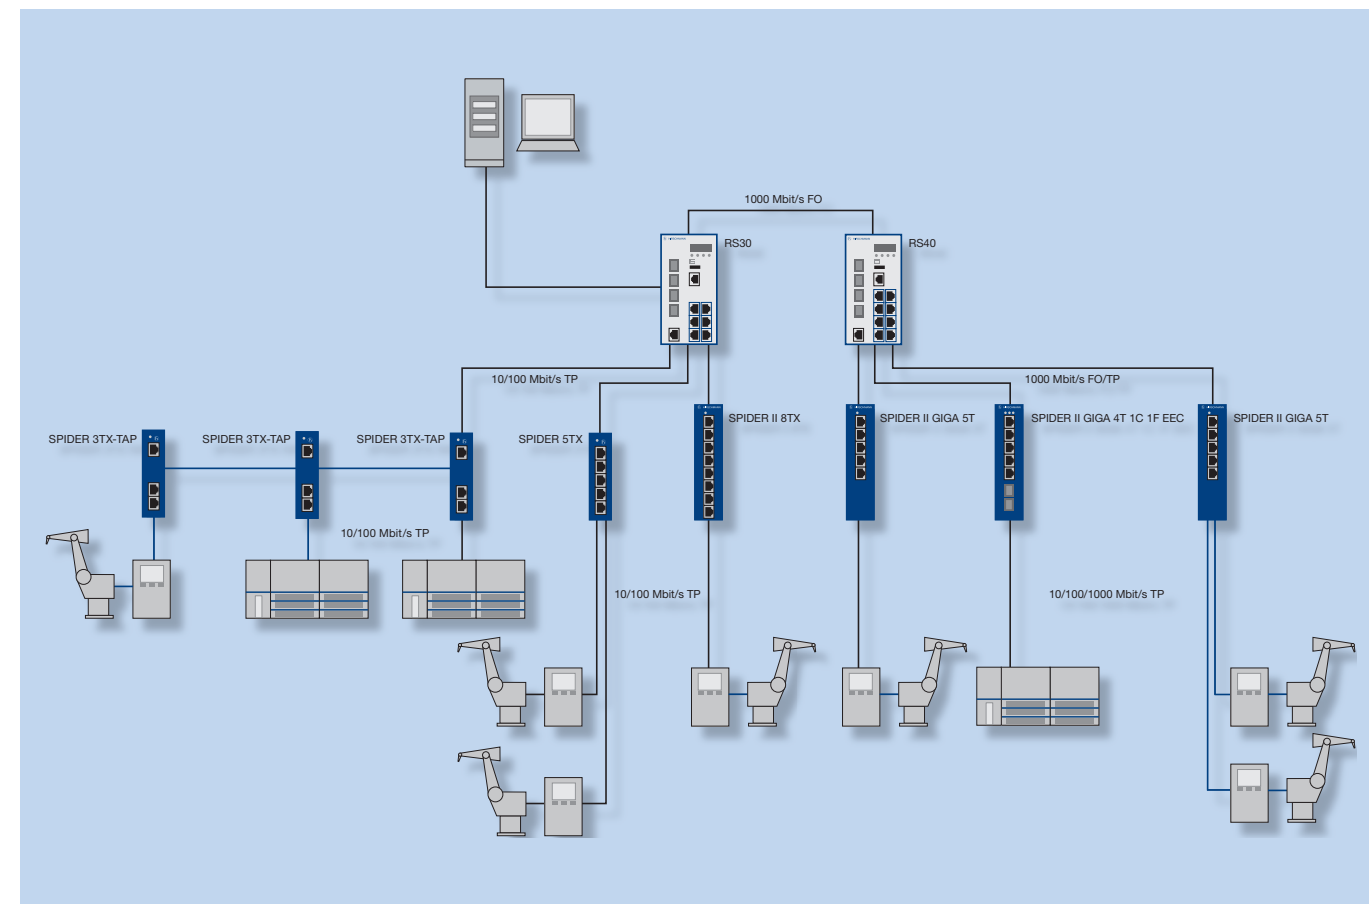 1000 Mbit/s FO
RS30
RS40
10/100 Mbit/s TP
1000 Mbit/s FO/TP
SPIDER II 8TX
SPIDER II GIGA 5T
SPIDER II GIGA 4T 1C 1F EEC
SPIDER II GIGA 5T
SPIDER 3TX-TAP
SPIDER 3TX-TAP
SPIDER 3TX-TAP
SPIDER 5TX
10/100 Mbit/s TP
10/100 Mbit/s TP
10/100/1000 Mbit/s TP